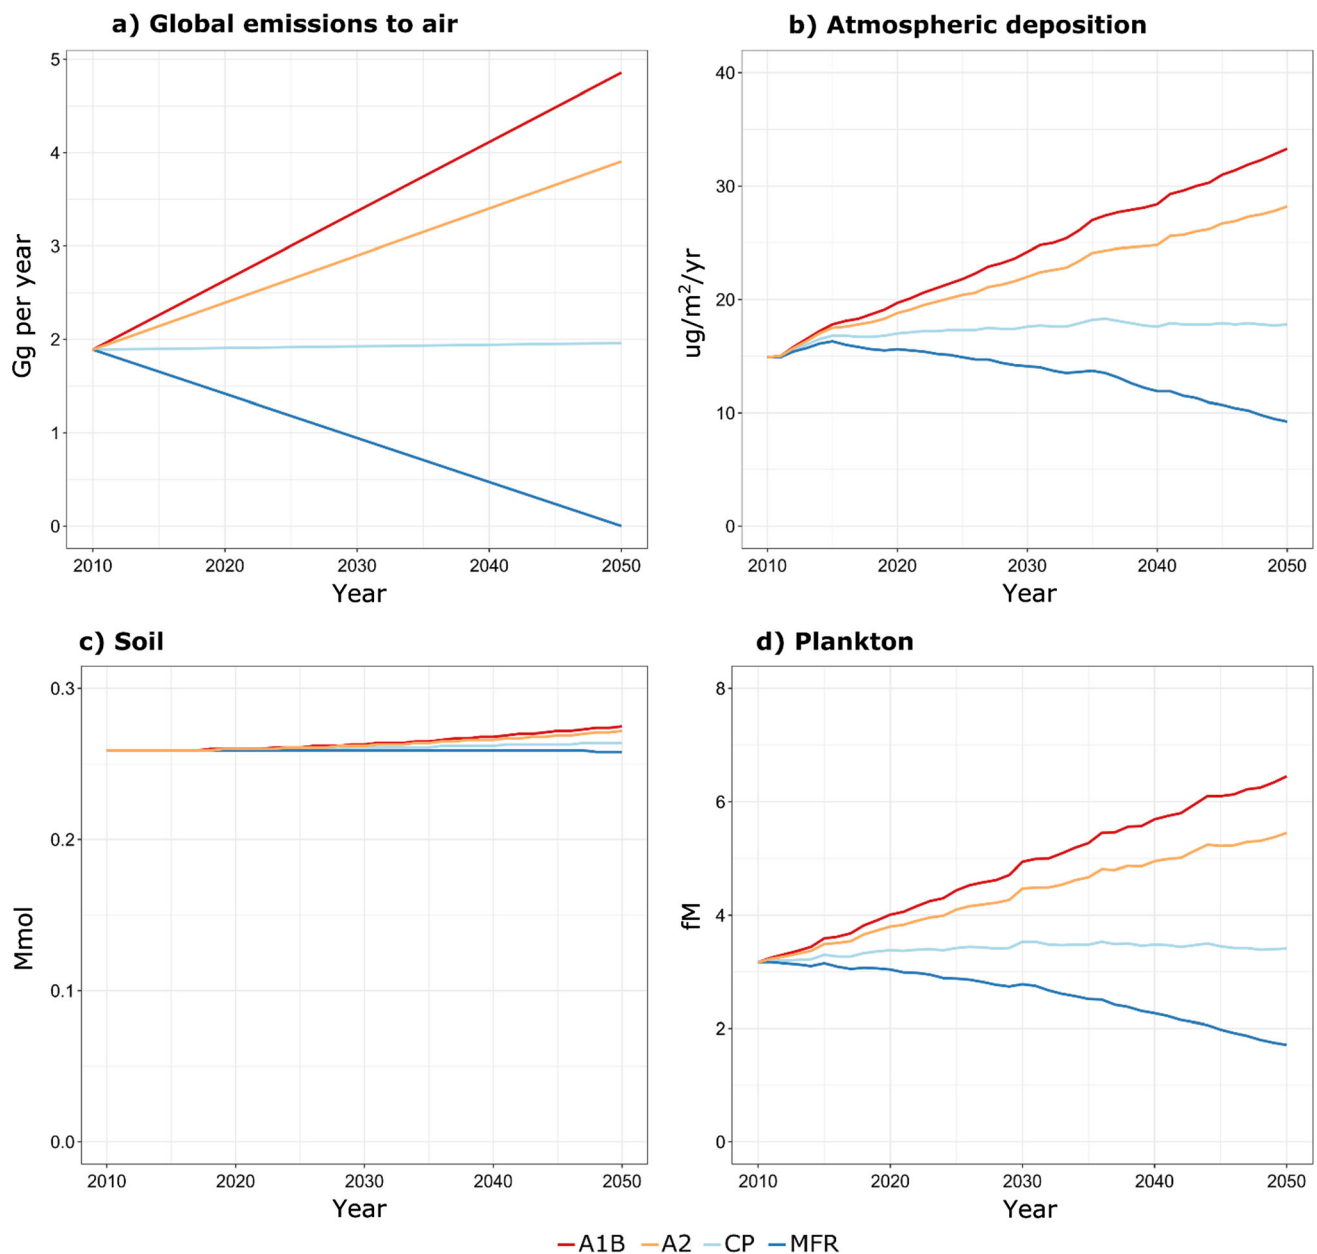 a) Global emissions to air
5
4
3
2
1
0
Gg per year
2010 2020 2030 2040 2050
Year
b) Atmospheric deposition
40
30
20
10
0
ug/m²/yr
2010 2020 2030 2040 2050
Year
c) Soil
0.3
0.2
0.1
0.0
Mmol
2010 2020 2030 2040 2050
Year
d) Plankton
8
6
4
2
0
fM
2010 2020 2030 2040 2050
Year
A1B A2 CP MFR